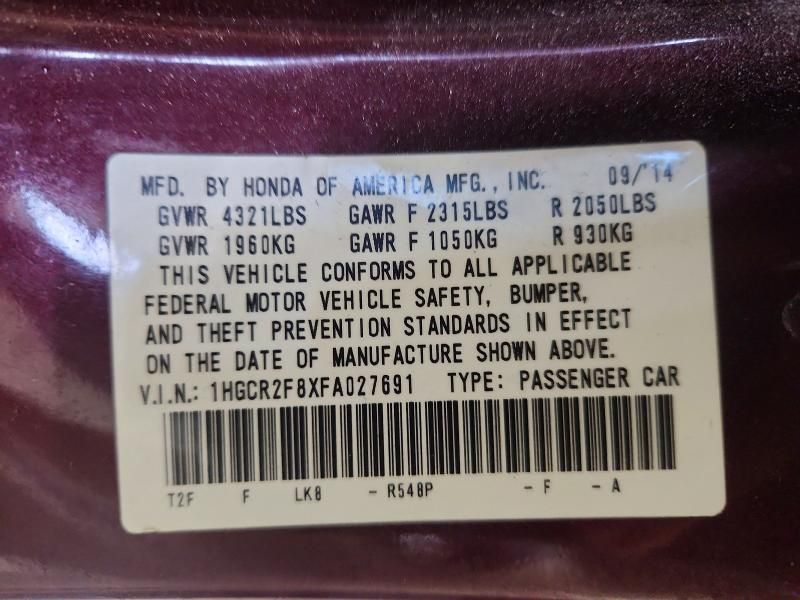 MFD. BY HONDA OF AMERICA MFG., INC. 09/'14
GVWR 4321LBS GAWR F 2315LBS R 2050LBS
GVWR 1960KG GAWR F 1050KG R 930KG
THIS VEHICLE CONFORMS TO ALL APPLICABLE
FEDERAL MOTOR VEHICLE SAFETY, BUMPER,
AND THEFT PREVENTION STANDARDS IN EFFECT
ON THE DATE OF MANUFACTURE SHOWN ABOVE.
V.I.N.: 1HGCR2F8XFA027691 TYPE: PASSENGER CAR
T2F F LK8 - R548P - F - A